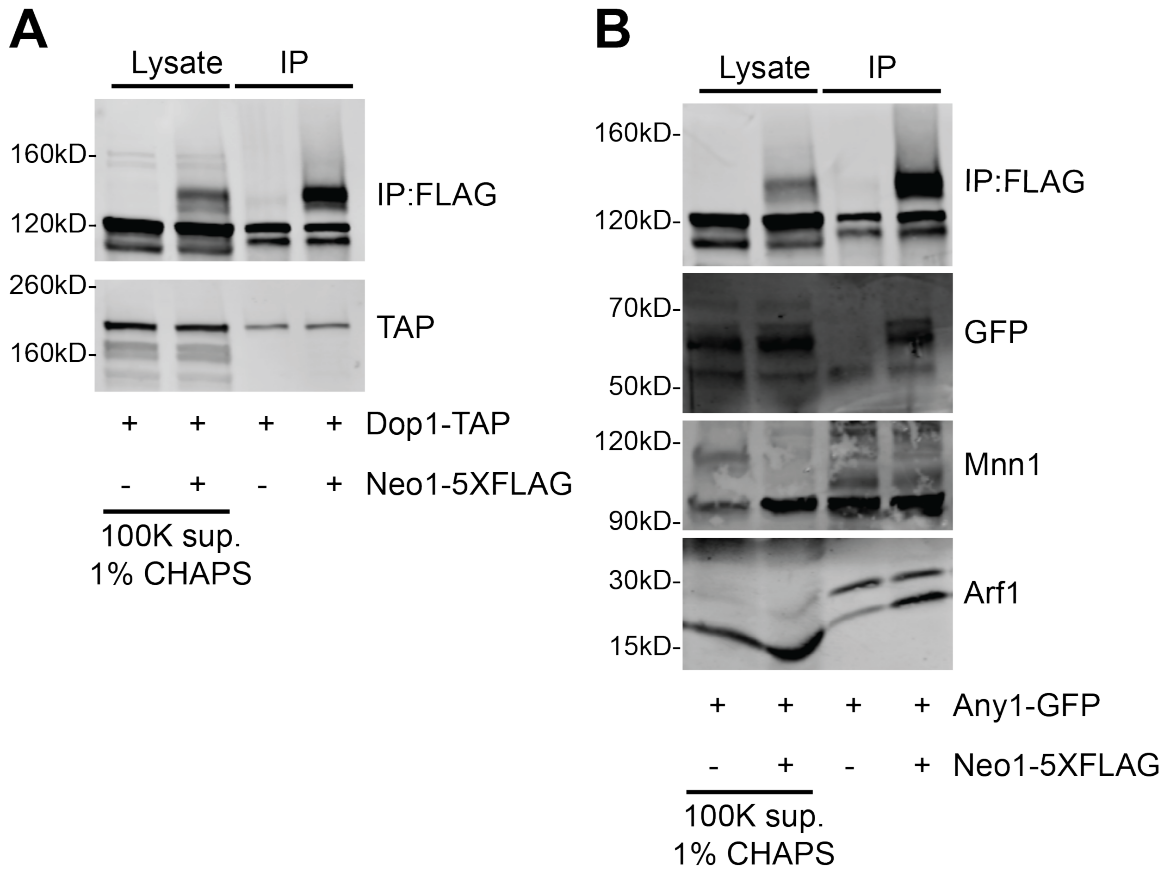 A
Lysate IP
160kD-
120kD-
IP:FLAG
260kD-
160kD-
TAP
+ + + + Dop1-TAP
- + - + Neo1-5XFLAG
100K sup.
1% CHAPS
B
Lysate IP
160kD-
120kD-
IP:FLAG
70kD-
50kD-
GFP
120kD-
90kD-
Mnn1
30kD-
15kD-
Arf1
+ + + + Any1-GFP
- + - + Neo1-5XFLAG
100K sup.
1% CHAPS